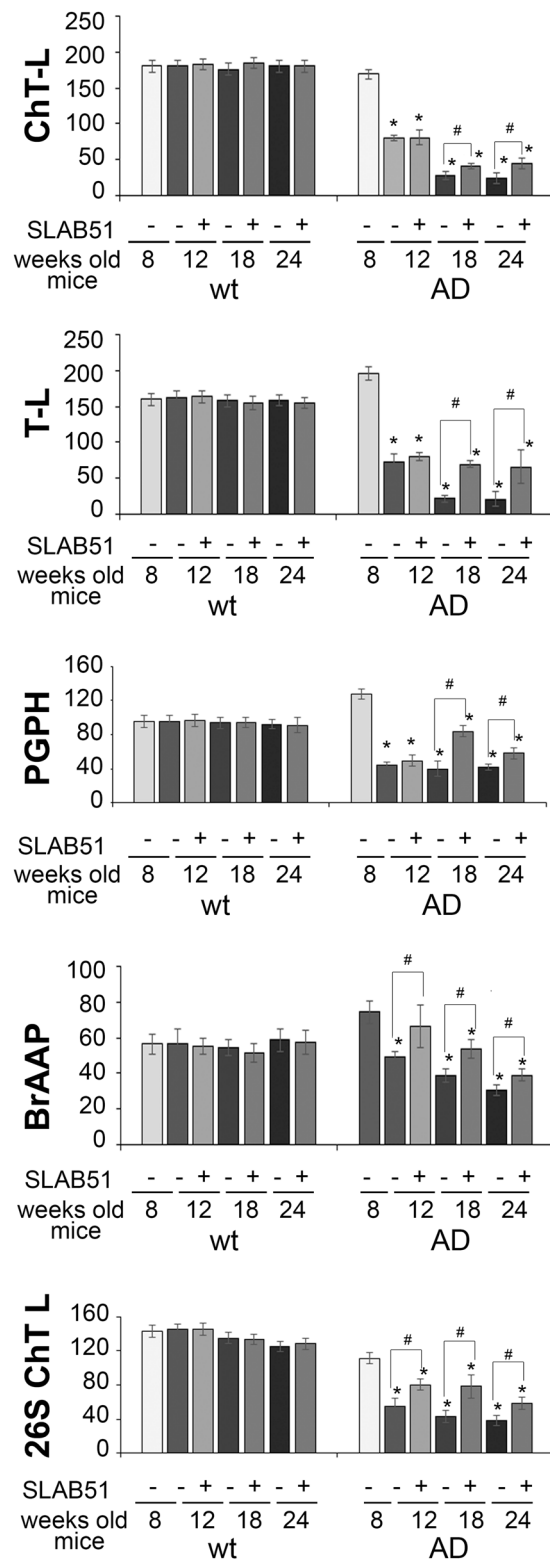 ChT-L
250
200
150
100
50
0
* * # * * # * *
SLAB51 - - + - + - + - - + - + - +
weeks old mice 8 12 18 24 8 12 18 24
wt AD
T-L
250
200
150
100
50
0
* * # * * # * *
SLAB51 - - + - + - + - - + - + - +
weeks old mice 8 12 18 24 8 12 18 24
wt AD
PGPH
160
120
80
40
0
* * # * * # * *
SLAB51 - - + - + - + - - + - + - +
weeks old mice 8 12 18 24 8 12 18 24
wt AD
BrAAP
100
80
60
40
20
0
# * # * * # * *
SLAB51 - - + - + - + - - + - + - +
weeks old mice 8 12 18 24 8 12 18 24
wt AD
26S ChT L
160
120
80
40
0
# * * # * * # * *
SLAB51 - - + - + - + - - + - + - +
weeks old mice 8 12 18 24 8 12 18 24
wt AD